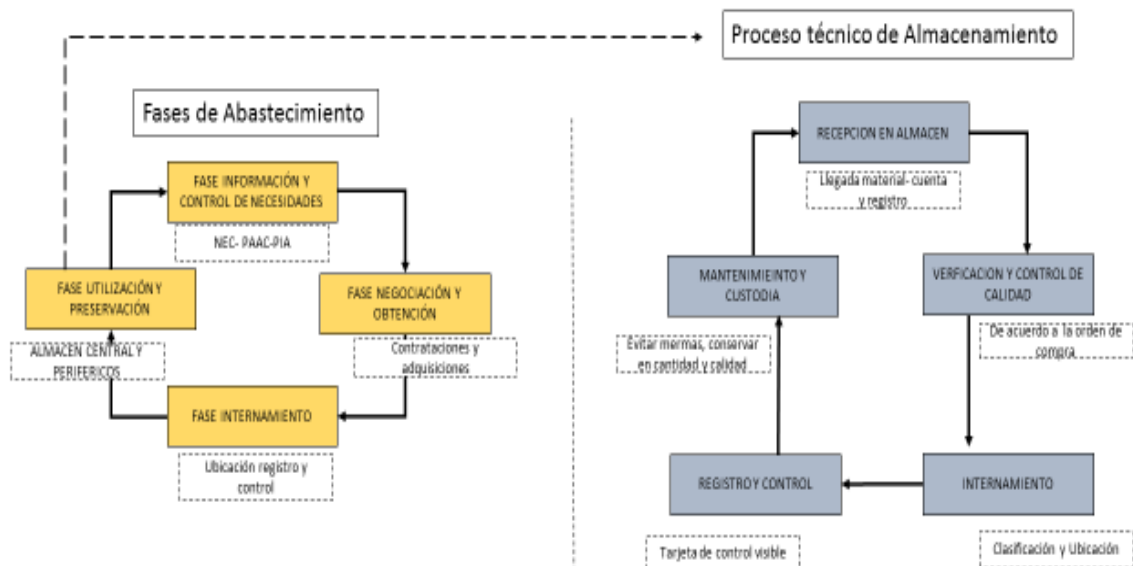 Proceso técnico de Almacenamiento
Fases de Abastecimiento
FASE INFORMACIÓN Y
CONTROL DE NECESIDADES
NEC- PAAC-PIA
FASE NEGOCIACIÓN Y
OBTENCIÓN
Contrataciones y
adquisiciones
FASE INTERNAMIENTO
Ubicación registro y
control
FASE UTILIZACIÓN Y
PRESERVACIÓN
ALMACEN CENTRAL Y
PERIFERICOS
RECEPCION EN ALMACEN
Llegada material- cuenta
y registro
VERFICACION Y CONTROL DE
CALIDAD
De acuerdo a la orden de
compra
INTERNAMIENTO
Clasificación y Ubicación
REGISTRO Y CONTROL
Tarjeta de control visible
MANTENIMIEINTO Y
CUSTODIA
Evitar mermas, conservar
en cantidad y calidad